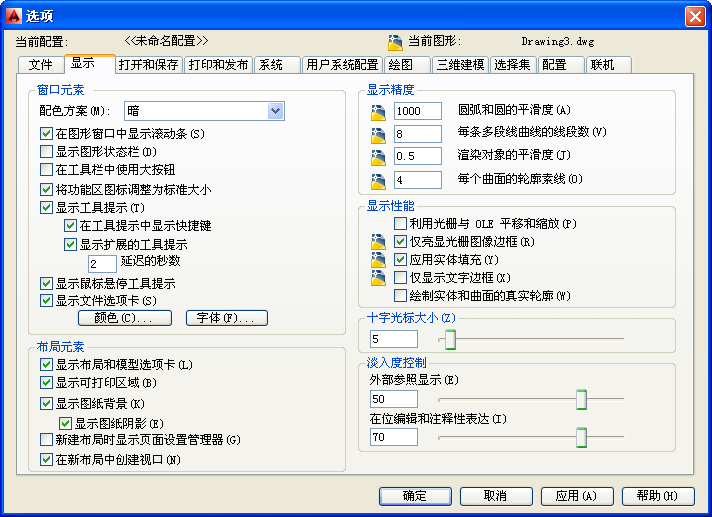 选项
当前配置: <<未命名配置>> 当前图形: Drawing3.dwg
文件 显示 打开和保存 打印和发布 系统 用户系统配置 绘图 三维建模 选择集 配置 联机
窗口元素
配色方案(M): 暗
在图形窗口中显示滚动条(S)
显示图形状态栏(D)
在工具栏中使用大按钮
将功能区图标调整为标准大小
显示工具提示(T)
在工具提示中显示快捷键
显示扩展的工具提示
2 延迟的秒数
显示鼠标悬停工具提示
显示文件选项卡(S)
颜色(C)... 字体(F)...
布局元素
显示布局和模型选项卡(L)
显示可打印区域(B)
显示图纸背景(K)
显示图纸阴影(E)
新建布局时显示页面设置管理器(G)
在新布局中创建视口(N)
显示精度
1000 圆弧和圆的平滑度(A)
8 每条多段线曲线的线段数(V)
0.5 渲染对象的平滑度(J)
4 每个曲面的轮廓素线(O)
显示性能
利用光栅与 OLE 平移和缩放(P)
仅亮显光栅图像边框(R)
应用实体填充(Y)
仅显示文字边框(X)
绘制实体和曲面的真实轮廓(W)
十字光标大小(Z)
5
淡入度控制
外部参照显示(E)
50
在位编辑和注释性表达(I)
70
确定 取消 应用(A) 帮助(H)